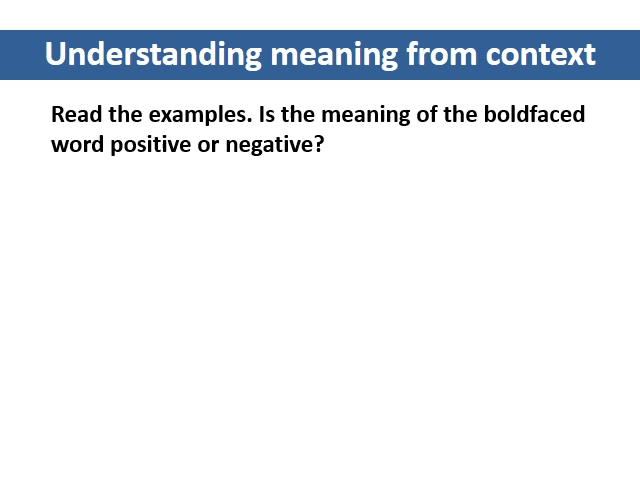 Understanding meaning from context
Read the examples. Is the meaning of the boldfaced
word positive or negative?